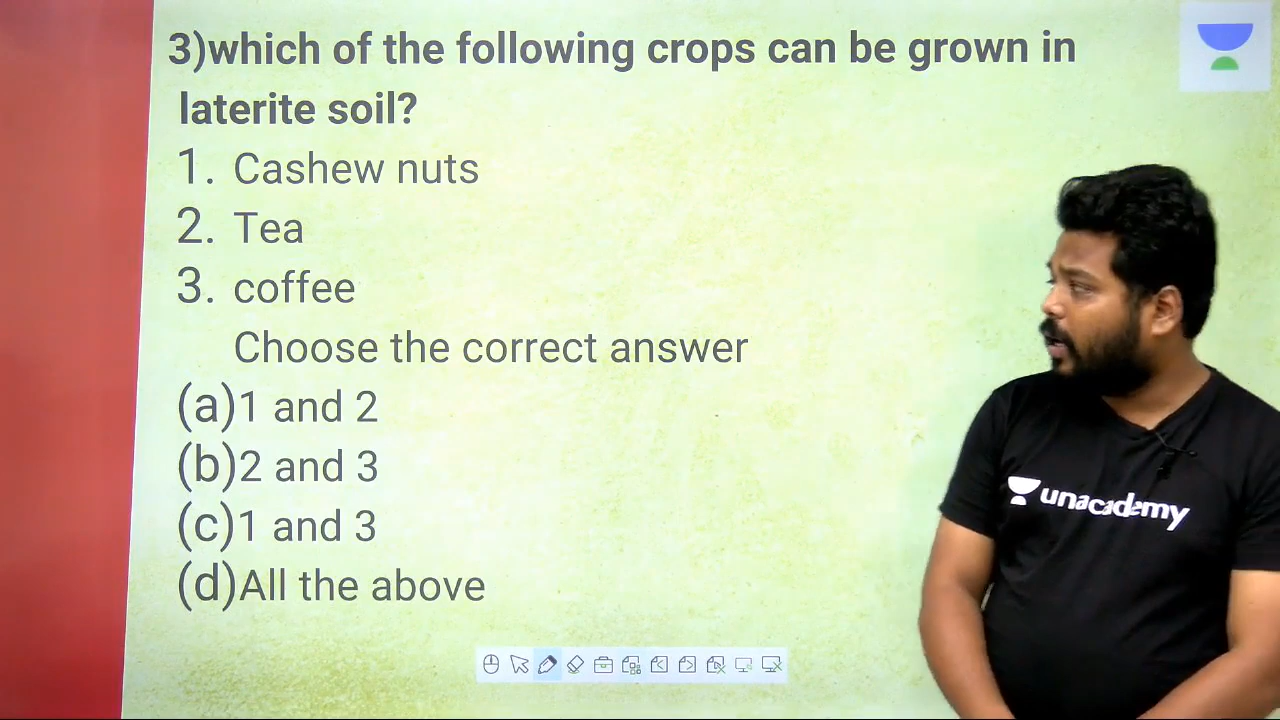 3)which of the following crops can be grown in
laterite soil?
1. Cashew nuts
2. Tea
3. coffee
Choose the correct answer
(a)1 and 2
(b)2 and 3
(c)1 and 3
(d)All the above
unacademy